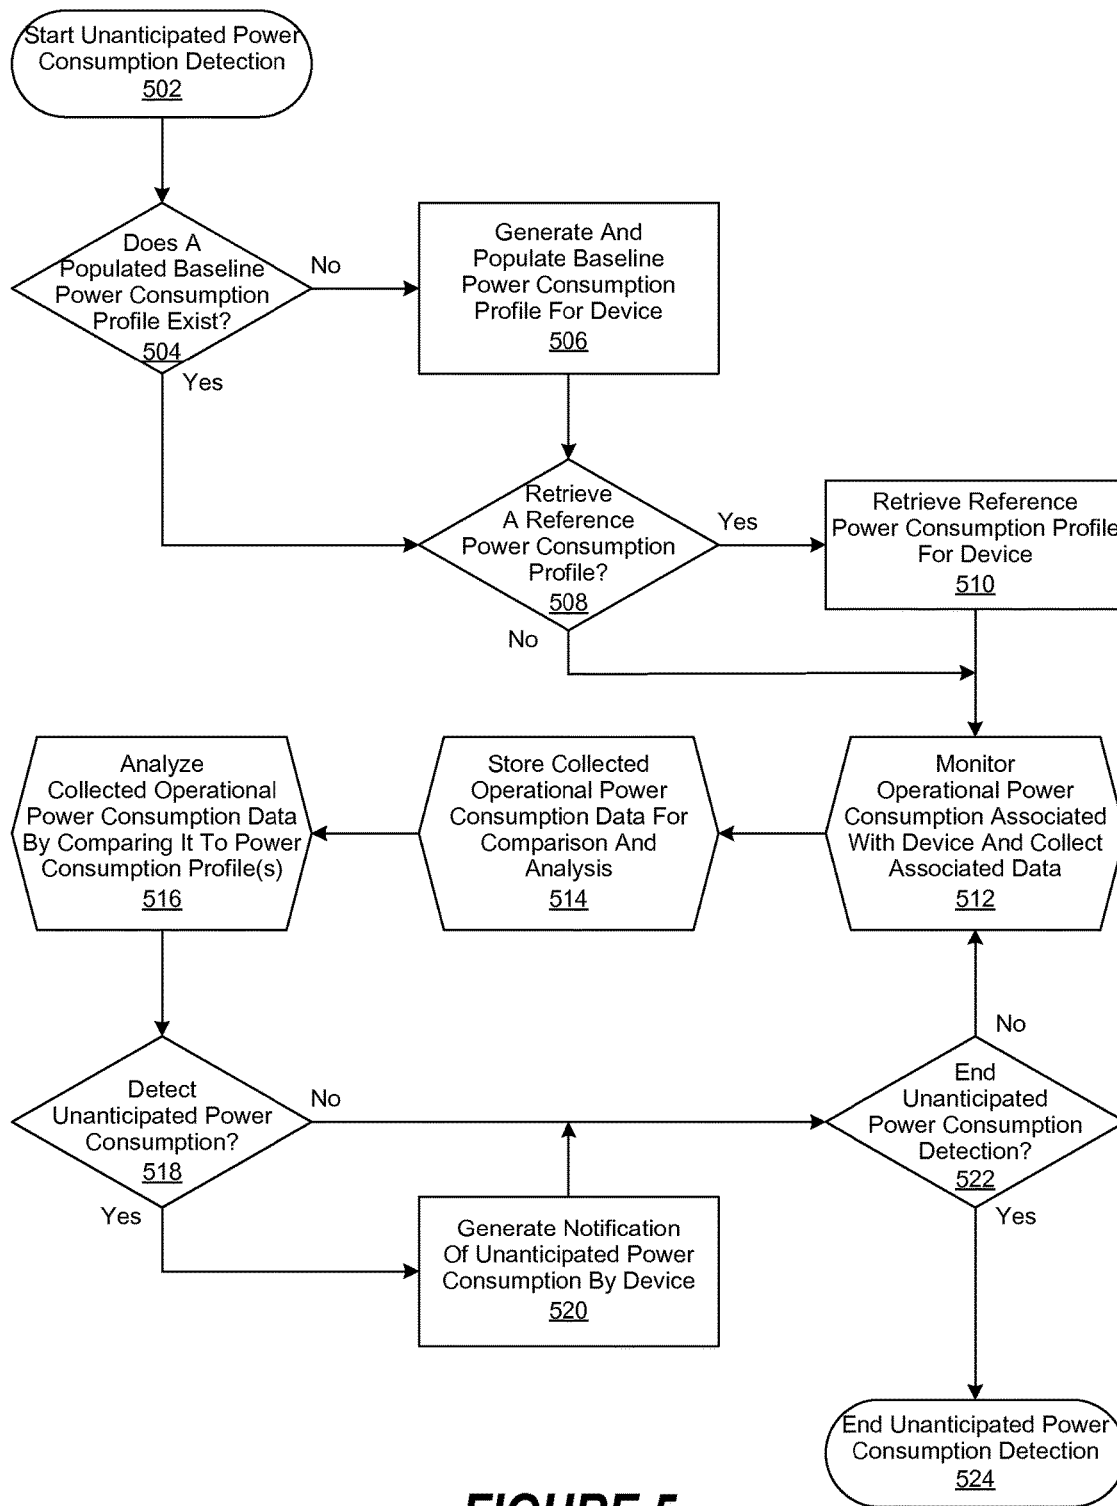 Start Unanticipated Power
Consumption Detection
502
Does A
Populated Baseline
Power Consumption
Profile Exist?
504
No
Yes
Generate And
Populate Baseline
Power Consumption
Profile For Device
506
Retrieve
A Reference
Power Consumption
Profile?
508
Yes
No
Retrieve Reference
Power Consumption Profile
For Device
510
Monitor
Operational Power
Consumption Associated
With Device And Collect
Associated Data
512
Store Collected
Operational Power
Consumption Data For
Comparison And
Analysis
514
Analyze
Collected Operational
Power Consumption Data
By Comparing It To Power
Consumption Profile(s)
516
Detect
Unanticipated Power
Consumption?
518
No
Yes
Generate Notification
Of Unanticipated Power
Consumption By Device
520
End
Unanticipated
Power Consumption
Detection?
522
No
Yes
End Unanticipated Power
Consumption Detection
524
FIGURE 5